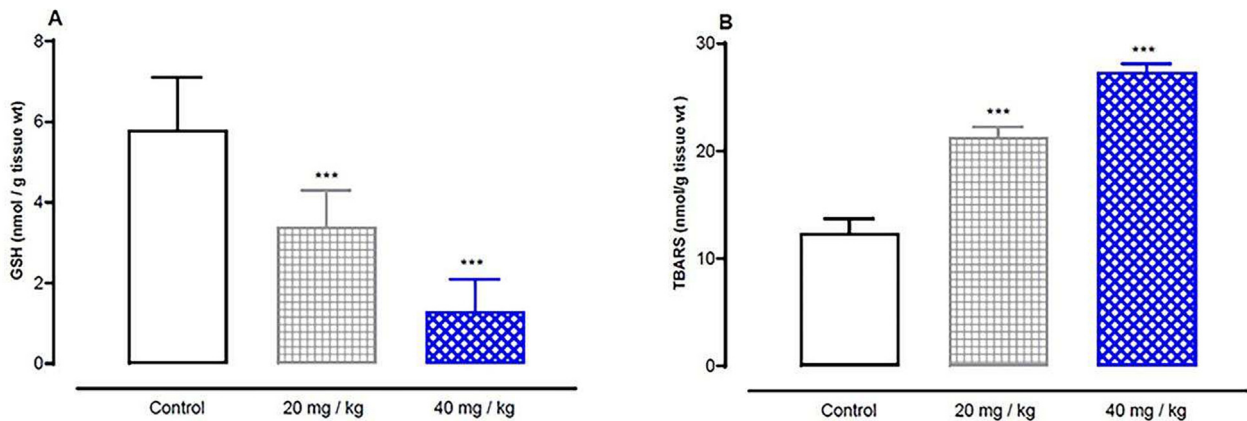 A
GSH (nmol / g tissue wt)
8
6
4
2
0
***
***
Control 20 mg / kg 40 mg / kg
B
TBARS (nmol/g tissue wt )
30
20
10
0
***
***
Control 20 mg / kg 40 mg / kg